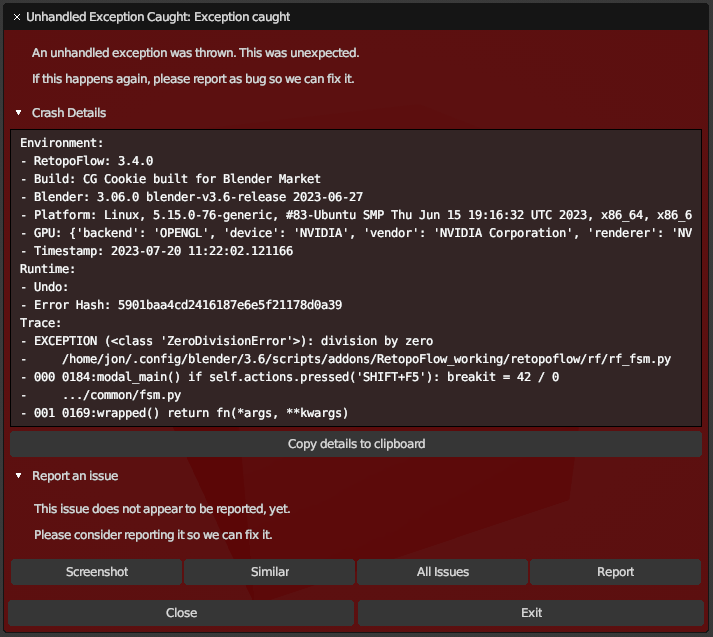 × Unhandled Exception Caught: Exception caught
An unhandled exception was thrown. This was unexpected.
If this happens again, please report as bug so we can fix it.
▼ Crash Details
Environment:
- RetopoFlow: 3.4.0
- Build: CG Cookie built for Blender Market
- Blender: 3.06.0 blender-v3.6-release 2023-06-27
- Platform: Linux, 5.15.0-76-generic, #83-Ubuntu SMP Thu Jun 15 19:16:32 UTC 2023, x86_64, x86_6
- GPU: {'backend': 'OPENGL', 'device': 'NVIDIA', 'vendor': 'NVIDIA Corporation', 'renderer': 'NV
- Timestamp: 2023-07-20 11:22:02.121166
Runtime:
- Undo:
- Error Hash: 5901baa4cd2416187e6e5f21178d0a39
Trace:
- EXCEPTION (<class 'ZeroDivisionError'>): division by zero
-     /home/jon/.config/blender/3.6/scripts/addons/RetopoFlow_working/retopoflow/rf/rf_fsm.py
- 000 0184:modal_main() if self.actions.pressed('SHIFT+F5'): breakit = 42 / 0
-     .../common/fsm.py
- 001 0169:wrapped() return fn(*args, **kwargs)
Copy details to clipboard
▼ Report an issue
This issue does not appear to be reported, yet.
Please consider reporting it so we can fix it.
Screenshot Similar All Issues Report
Close Exit